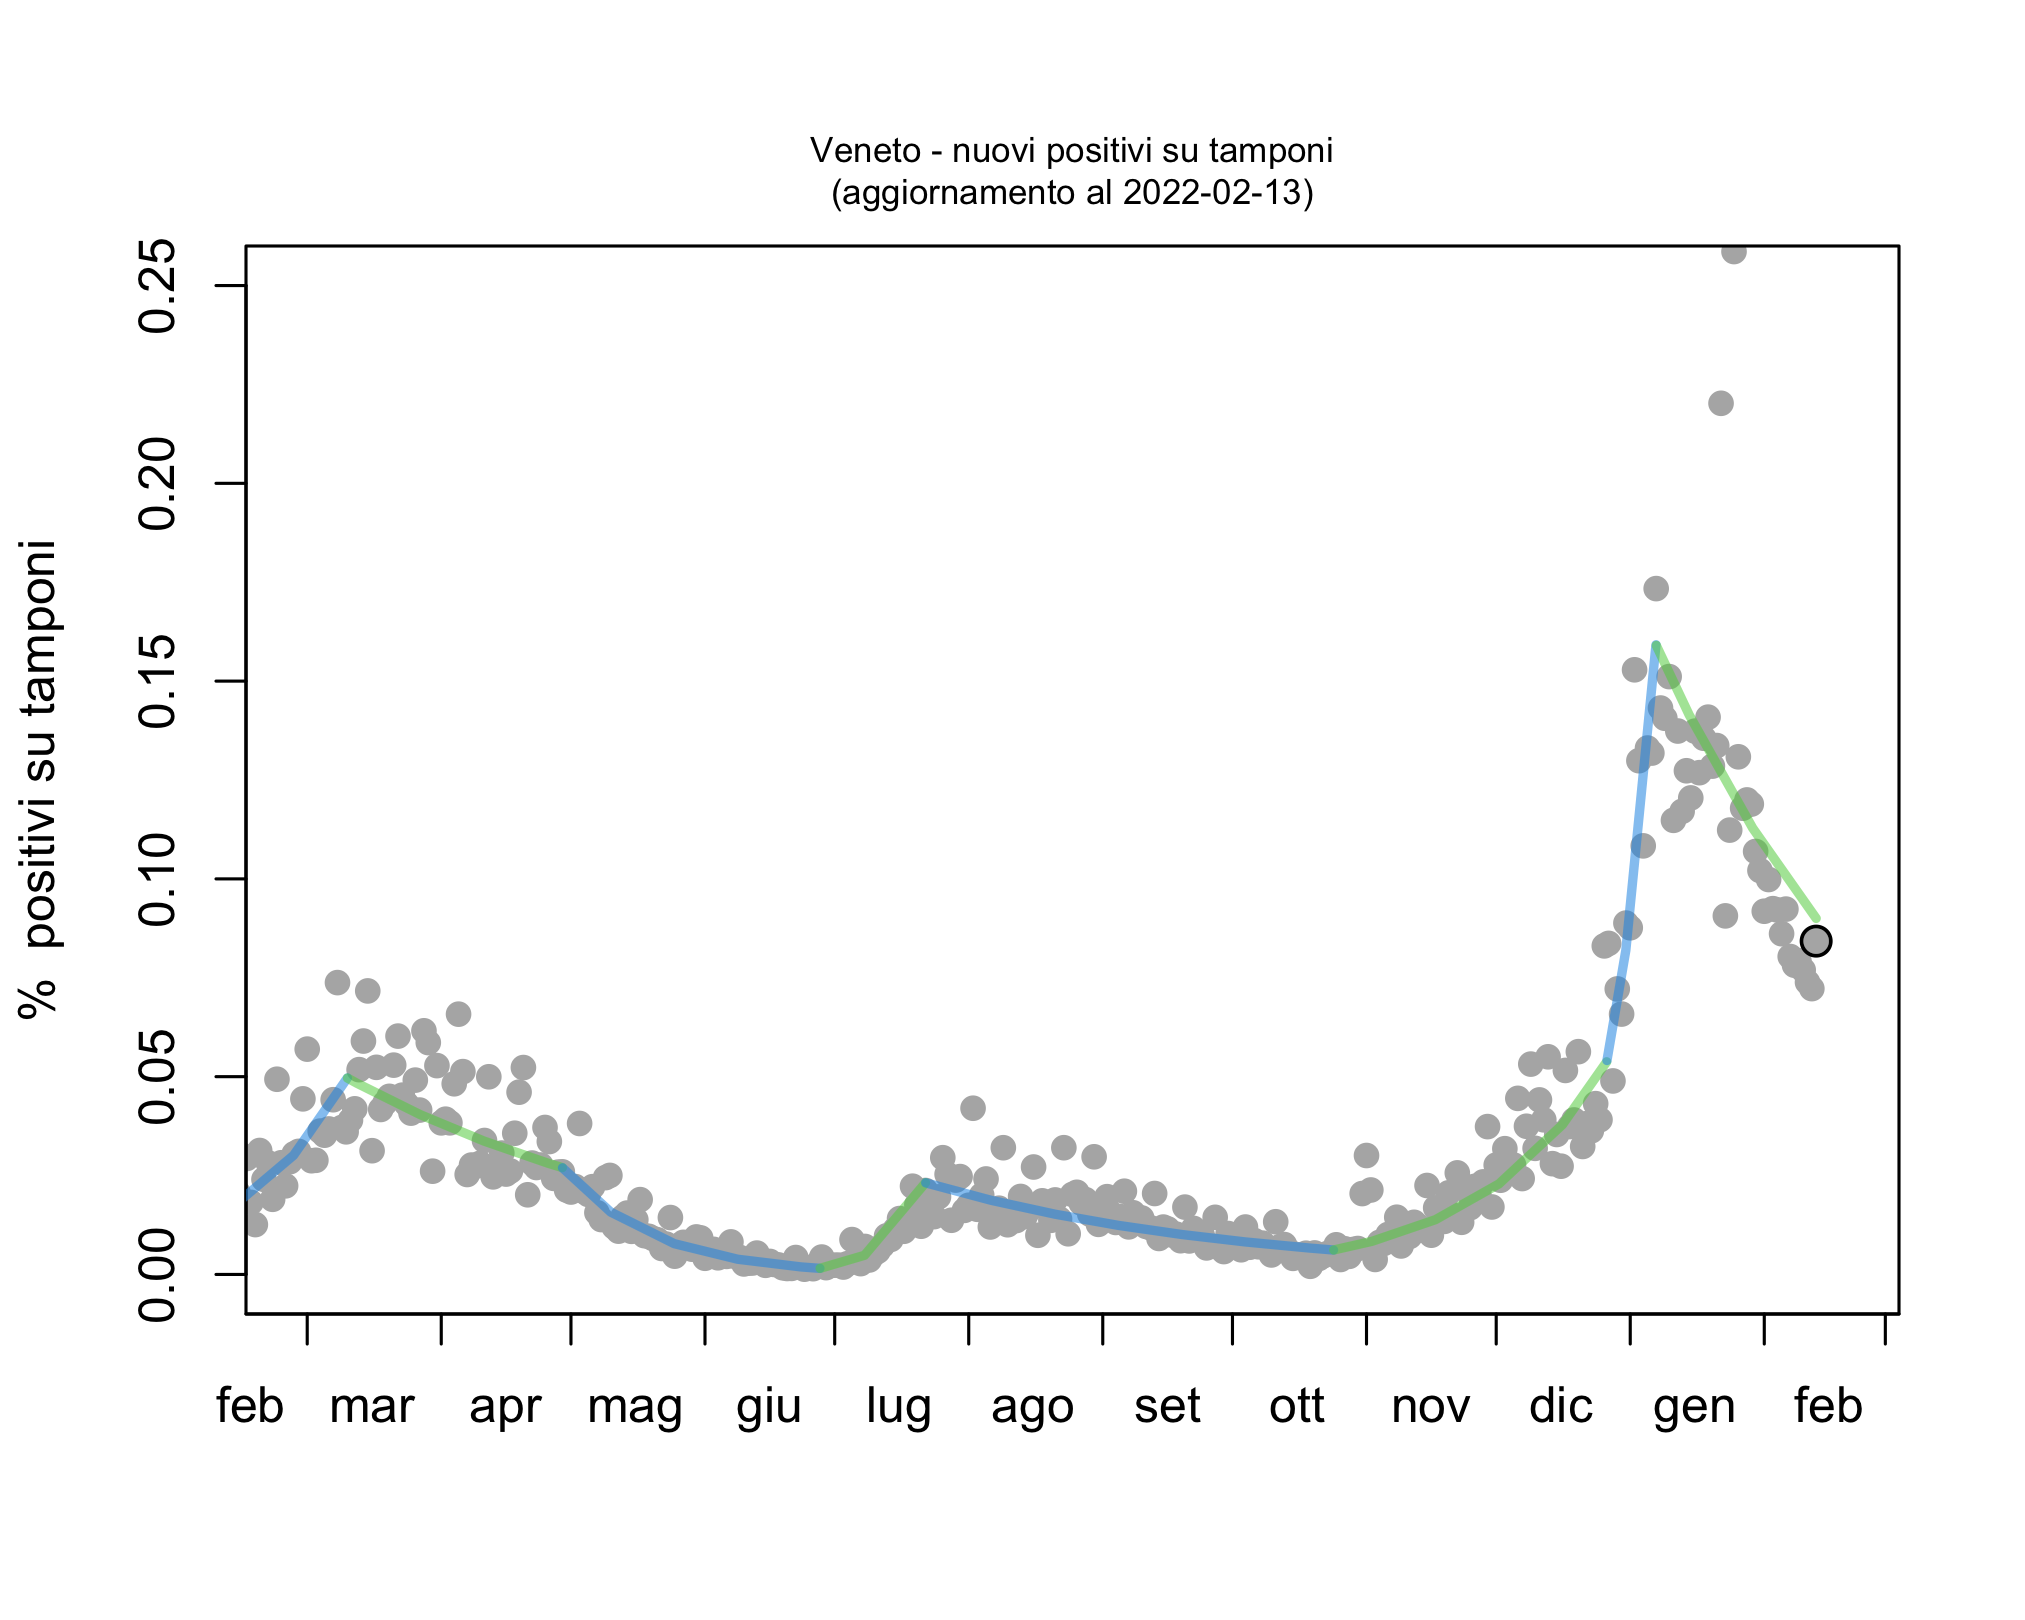 Veneto - nuovi positivi su tamponi
(aggiornamento al 2022-02-13)
% positivi su tamponi
0.25
0.20
0.15
0.10
0.05
0.00
feb mar apr mag giu lug ago set ott nov dic gen feb